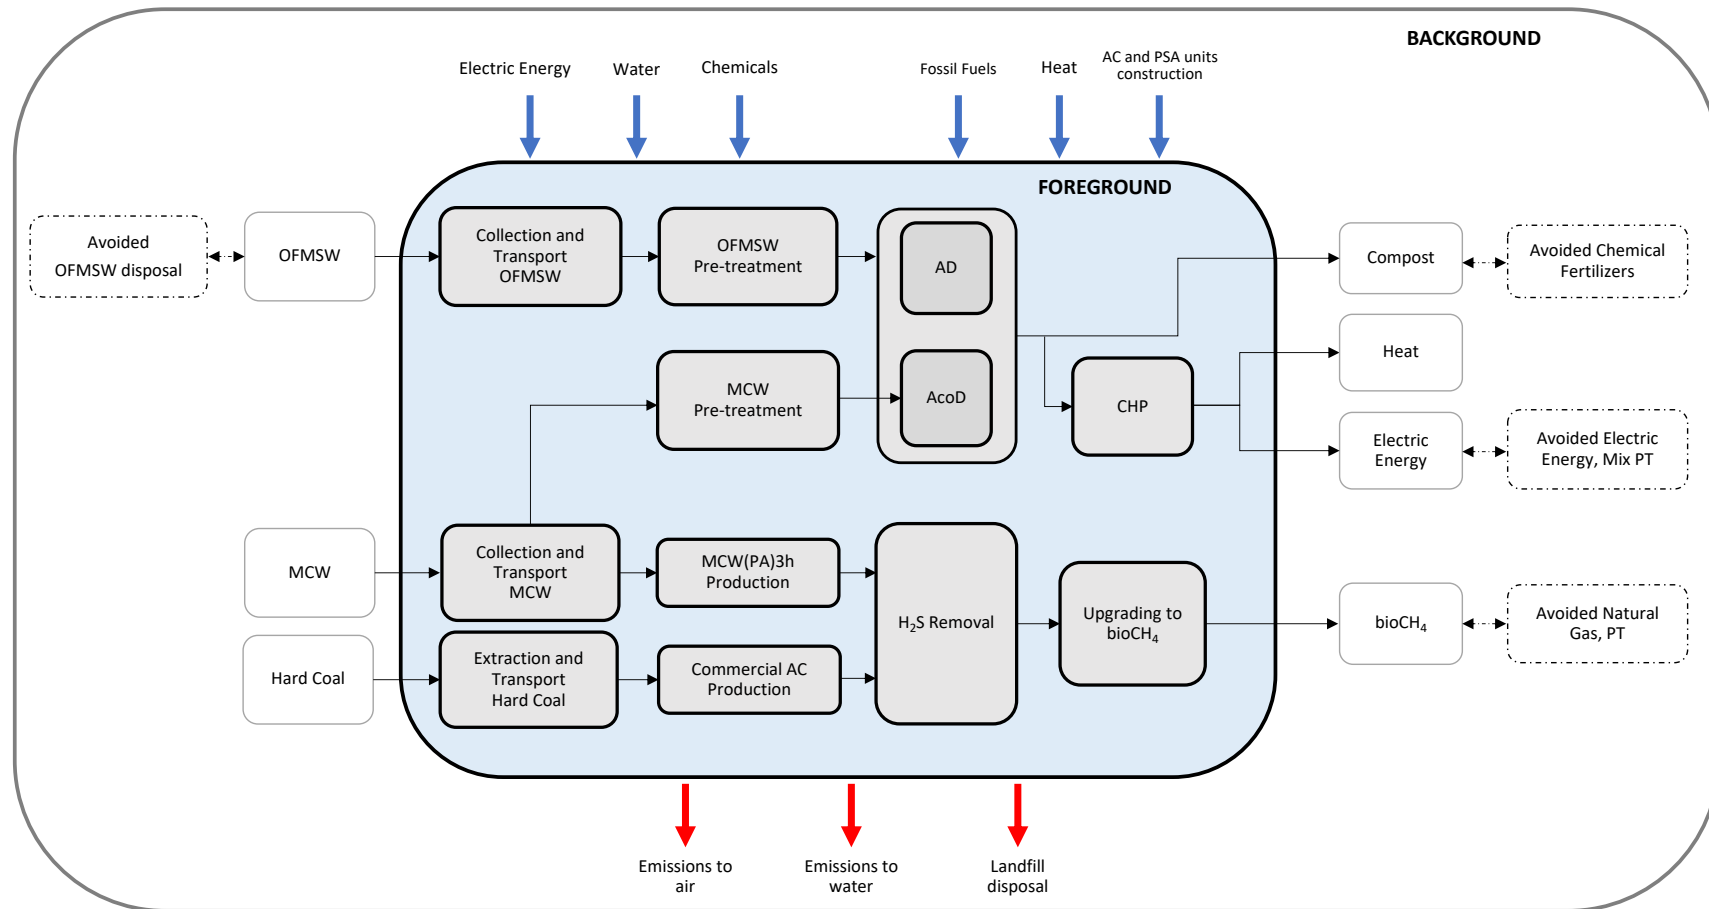 BACKGROUND
Electric Energy
Water
Chemicals
Fossil Fuels
Heat
AC and PSA units
construction
FOREGROUND
Avoided
OFMSW disposal
OFMSW
Collection and
Transport
OFMSW
OFMSW
Pre-treatment
AD
Compost
Avoided Chemical
Fertilizers
Heat
MCW
Pre-treatment
AcoD
CHP
Electric
Energy
Avoided Electric
Energy, Mix PT
MCW
Collection and
Transport
MCW
MCW(PA)3h
Production
H₂S Removal
Upgrading to
bioCH₄
bioCH₄
Avoided Natural
Gas, PT
Hard Coal
Extraction and
Transport
Hard Coal
Commercial AC
Production
Emissions to
air
Emissions to
water
Landfill
disposal